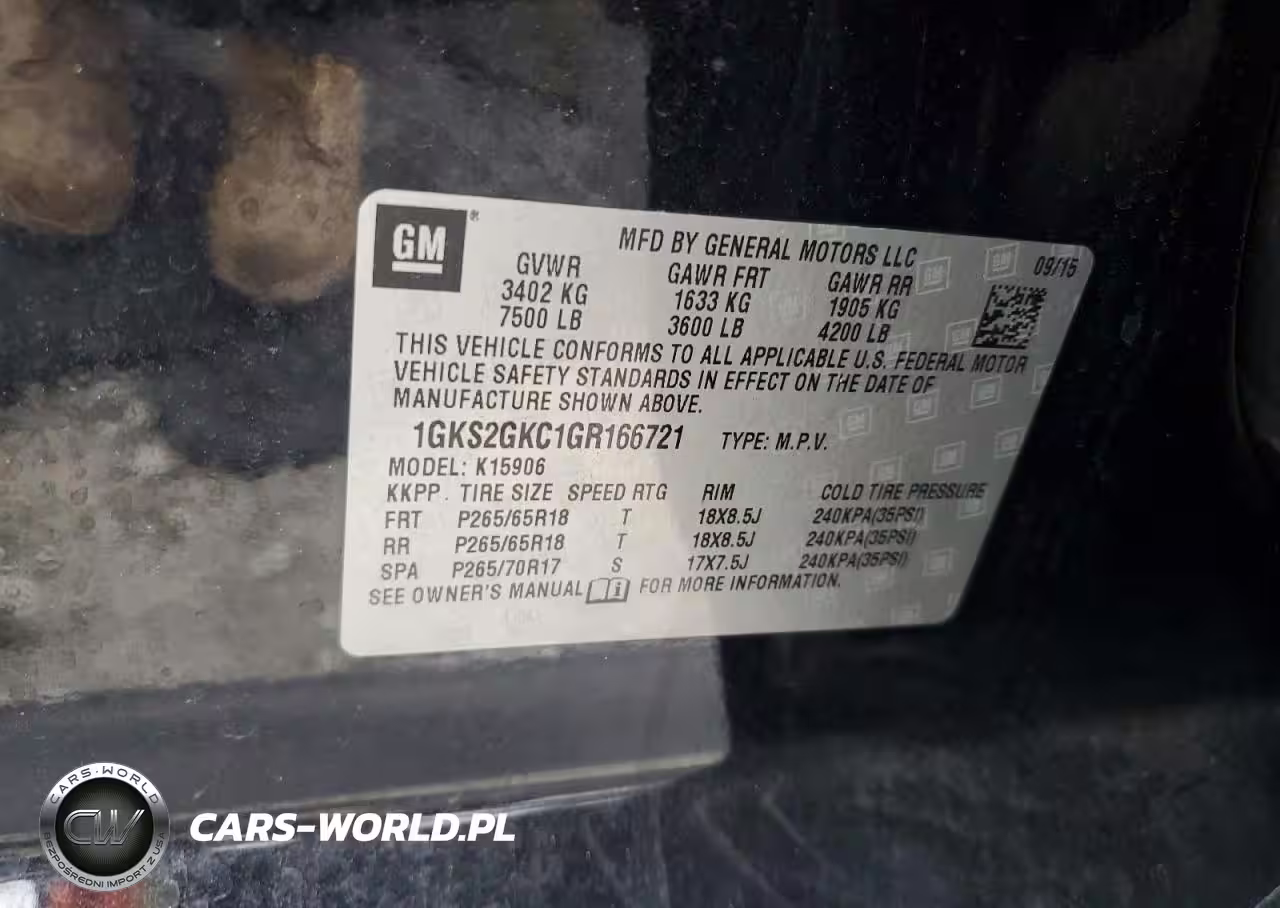 GM®
MFD BY GENERAL MOTORS LLC
09/15
GVWR GAWR FRT GAWR RR
3402 KG 1633 KG 1905 KG
7500 LB 3600 LB 4200 LB
THIS VEHICLE CONFORMS TO ALL APPLICABLE U.S. FEDERAL MOTOR
VEHICLE SAFETY STANDARDS IN EFFECT ON THE DATE OF
MANUFACTURE SHOWN ABOVE.
1GKS2GKC1GR166721 TYPE: M.P.V.
MODEL: K15906
KKPP TIRE SIZE SPEED RTG RIM COLD TIRE PRESSURE
FRT P265/65R18 T 18X8.5J 240KPA(35PSI)
RR P265/65R18 T 18X8.5J 240KPA(35PSI)
SPA P265/70R17 S 17X7.5J 240KPA(35PSI)
SEE OWNER'S MANUAL FOR MORE INFORMATION.
CARS-WORLD
CW
BEZPOŚREDNI IMPORT Z USA
CARS-WORLD.PL